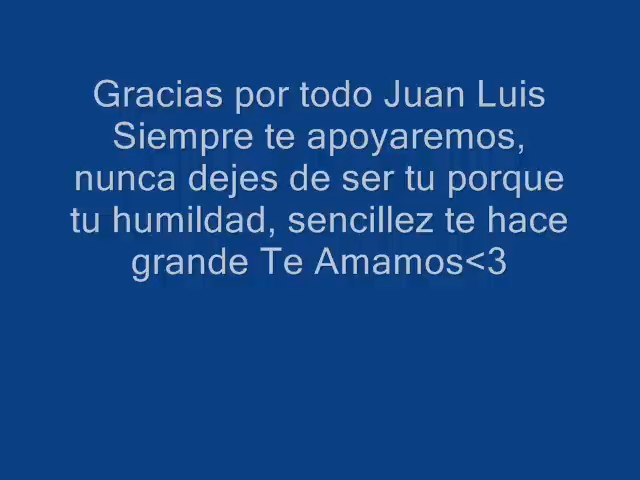 Gracias por todo Juan Luis
Siempre te apoyaremos,
nunca dejes de ser tu porque
tu humildad, sencillez te hace
grande Te Amamos<3